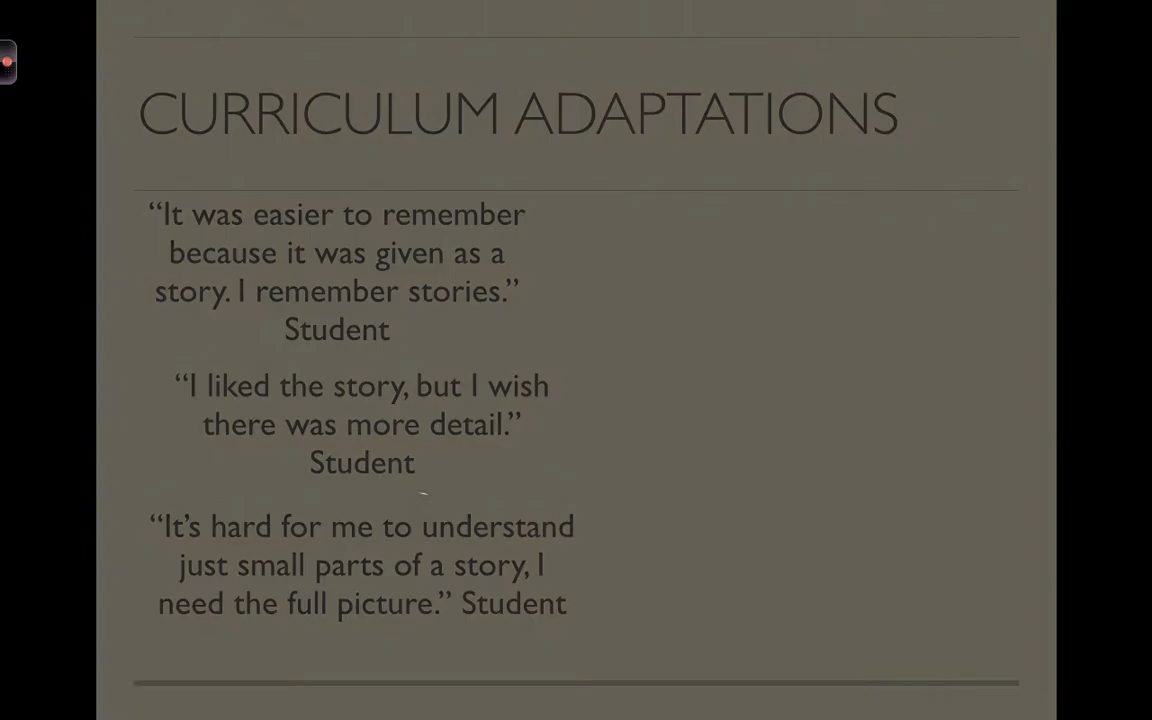 CURRICULUM ADAPTATIONS
“It was easier to remember
because it was given as a
story. I remember stories.”
Student
“I liked the story, but I wish
there was more detail.”
Student
“It’s hard for me to understand
just small parts of a story, I
need the full picture.” Student